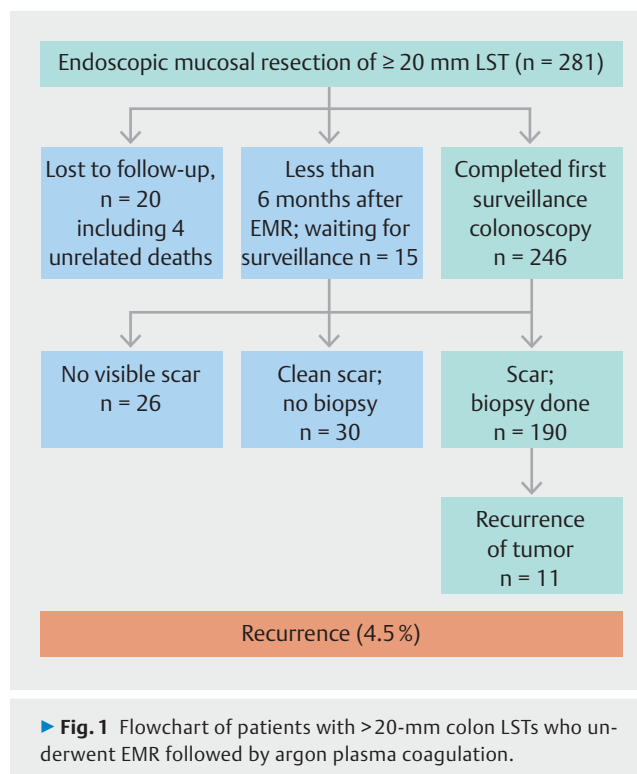 Endoscopic mucosal resection of ≥ 20 mm LST (n = 281)
Lost to follow-up,
n = 20
including 4
unrelated deaths
Less than
6 months after
EMR; waiting for
surveillance n = 15
Completed first
surveillance
colonoscopy
n = 246
No visible scar
n = 26
Clean scar;
no biopsy
n = 30
Scar;
biopsy done
n = 190
Recurrence
of tumor
n = 11
Recurrence (4.5 %)
▶ Fig. 1 Flowchart of patients with > 20-mm colon LSTs who un-
derwent EMR followed by argon plasma coagulation.